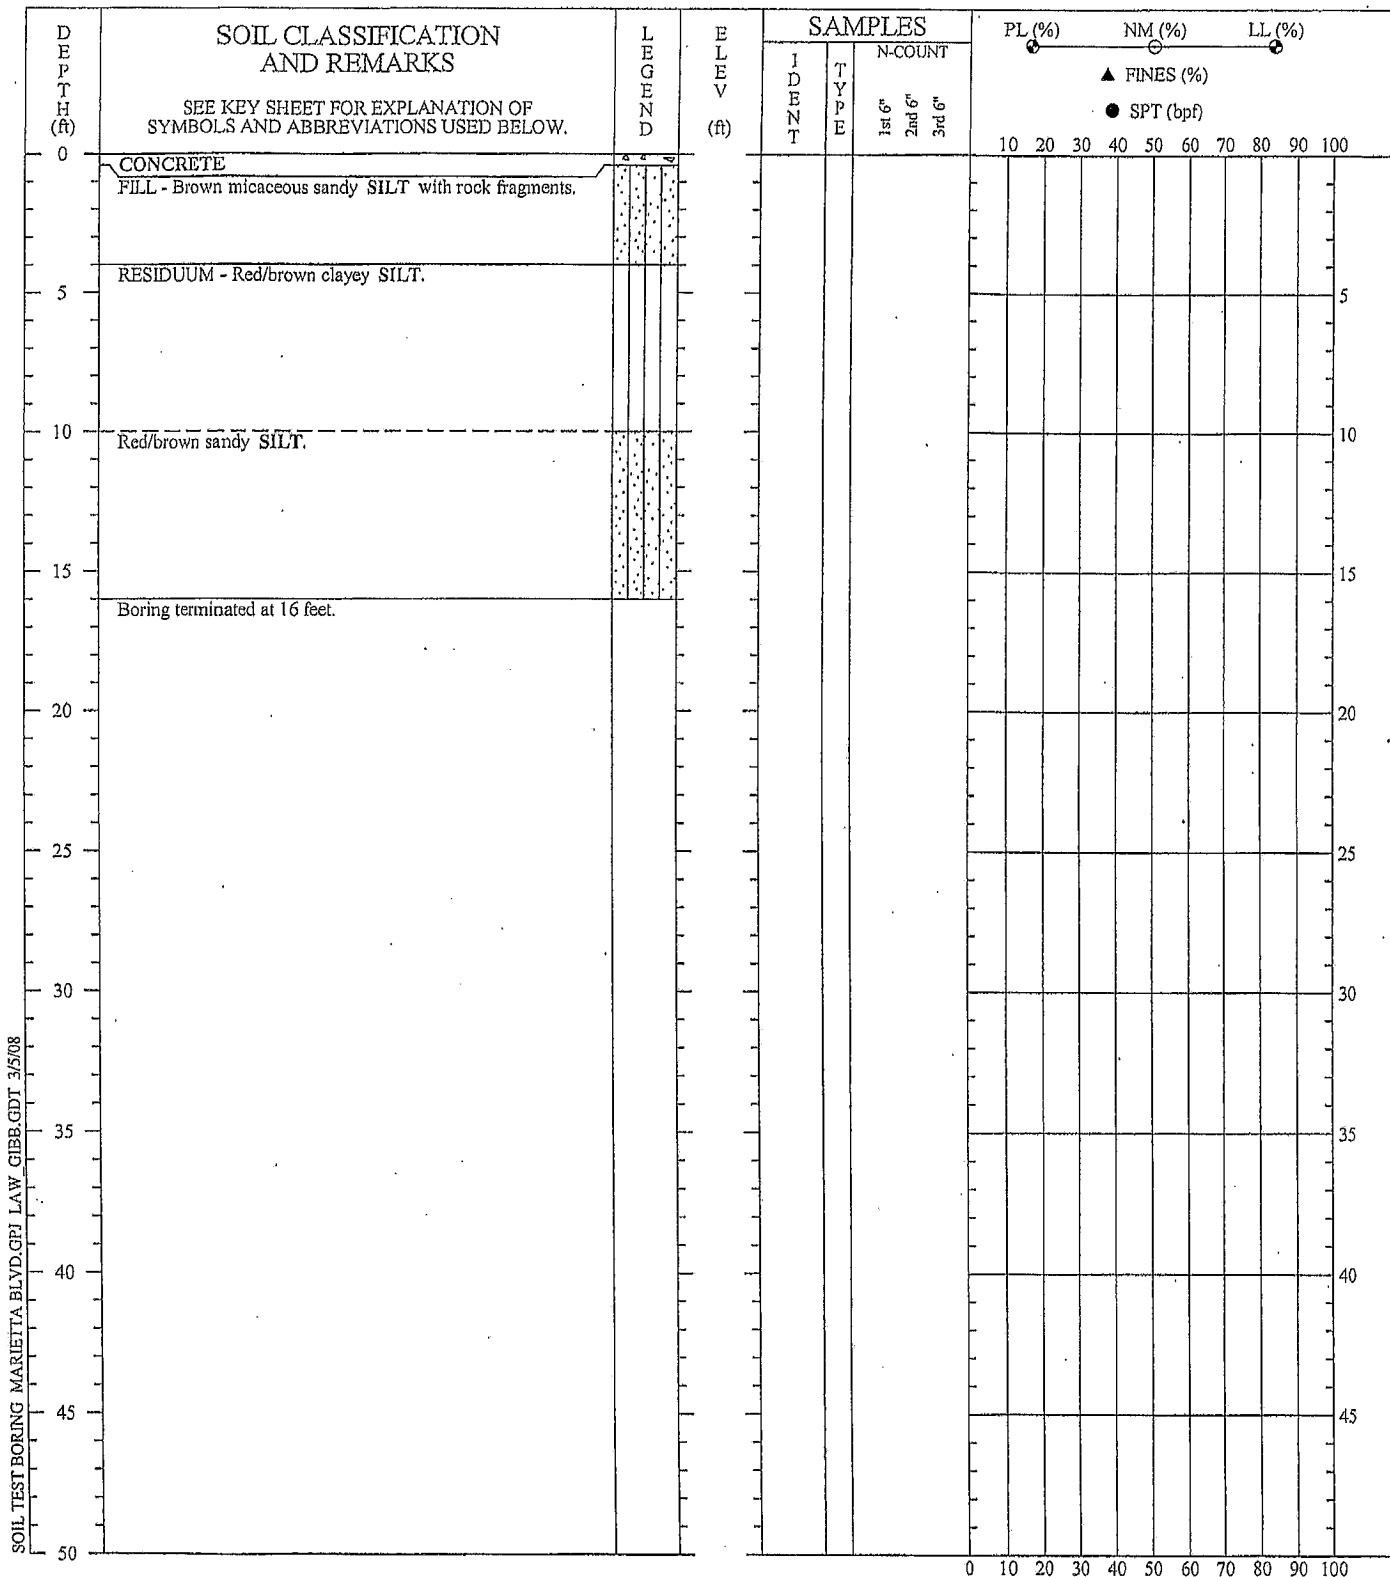 DEPTH (ft)
SOIL CLASSIFICATION
AND REMARKS
SEE KEY SHEET FOR EXPLANATION OF
SYMBOLS AND ABBREVIATIONS USED BELOW.
LEGEND
ELEV (ft)
SAMPLES
IDENT
TYPE
N-COUNT
1st 6"
2nd 6"
3rd 6"
PL (%) NM (%) LL (%)
▲ FINES (%)
● SPT (bpf)
10 20 30 40 50 60 70 80 90 100
0
CONCRETE
FILL - Brown micaceous sandy SILT with rock fragments.
RESIDUUM - Red/brown clayey SILT.
5 5
10 10
Red/brown sandy SILT.
15 15
Boring terminated at 16 feet.
20 20
25 25
30 30
35 35
40 40
45 45
50
0 10 20 30 40 50 60 70 80 90 100
SOIL TEST BORING MARIETTA BLVD.GPJ LAW_GIBB.GDT 3/5/08